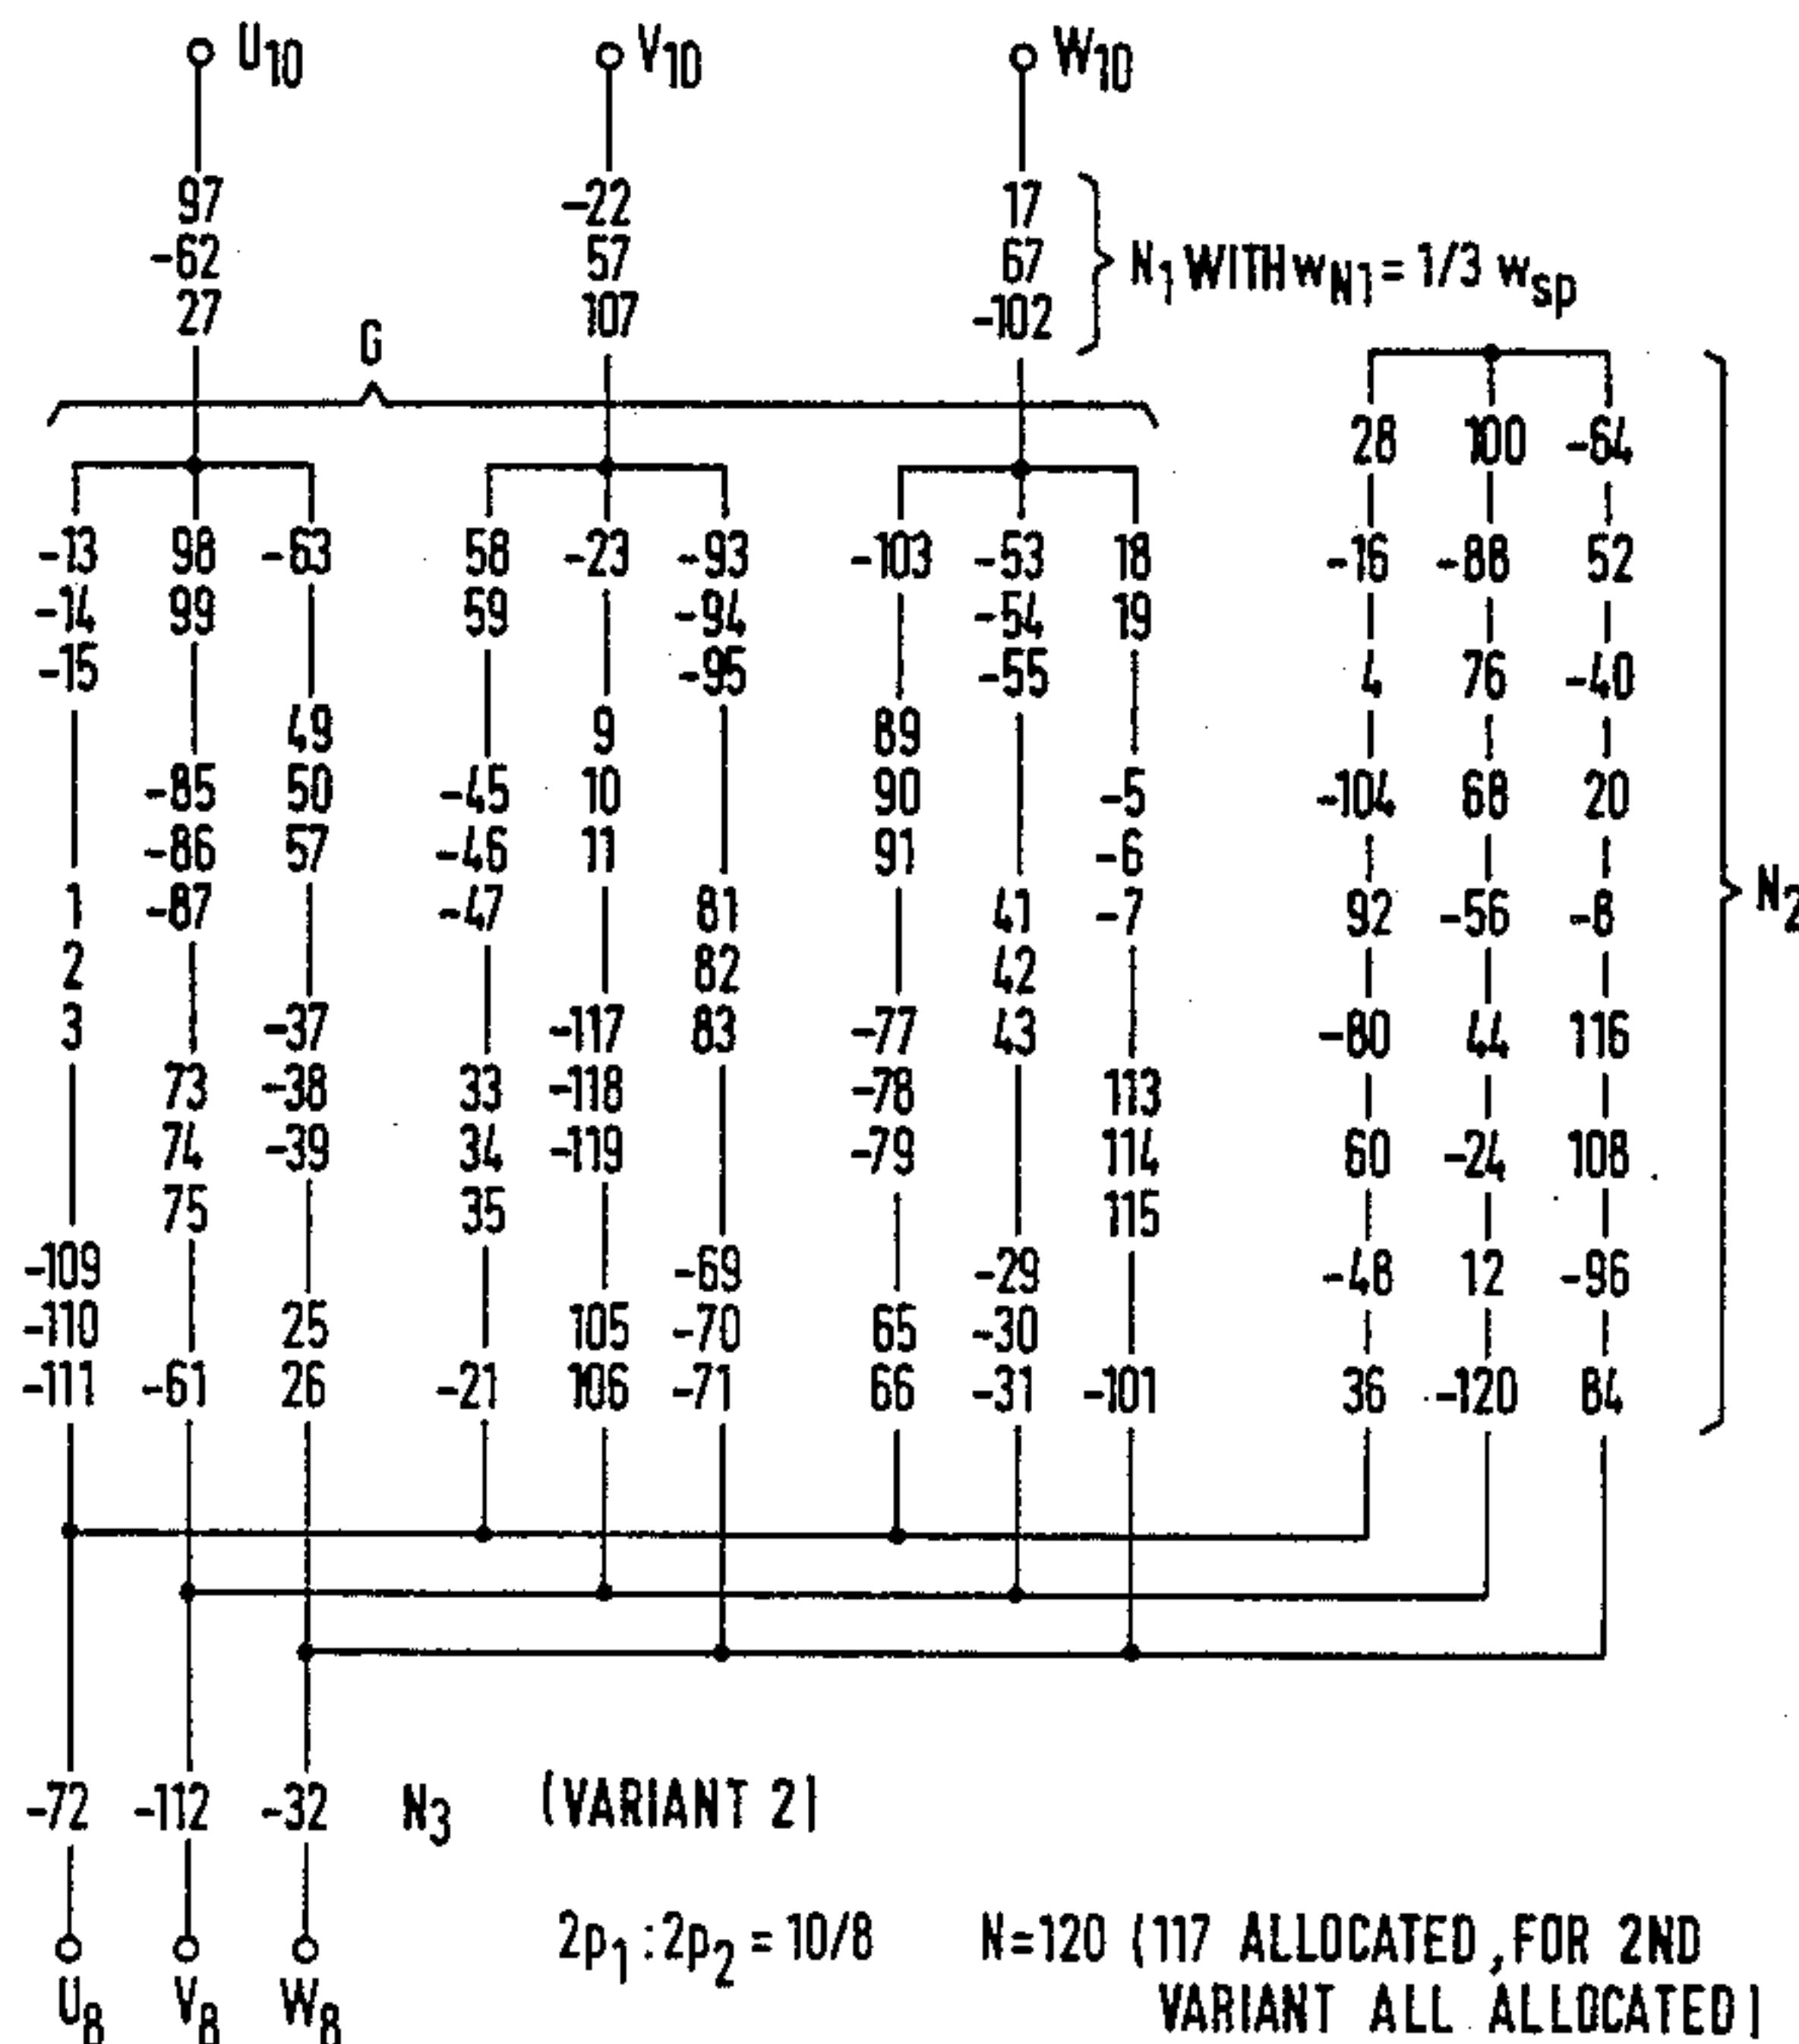 U10 V10 W10
97 -22 17
-62 57 67
27 107 -102
N1 WITH wN1 = 1/3 wsp
G
28 100 -64
-13 98 -63 58 -23 -93 -103 -53 18 -16 -88 52
-14 99 59 -94 -54 19
-15 -95 -55 4 76 -40
49 9 89
-85 50 -45 10 90 -5 -104 68 20
-86 57 -46 11 91 -6
1 -87 -47 81 41 -7 92 -56 -8
N2
2 82 42
3 -37 -117 83 -77 43 -80 44 116
73 -38 33 -118 -78 113
74 -39 34 -119 -79 114 60 -24 108
75 35 115
-109 -69 -29 -48 12 -96
-110 25 105 -70 65 -30
-111 -61 26 -21 106 -71 66 -31 -101 36 -120 84
-72 -112 -32 N3 (VARIANT 2)
2p1 : 2p2 = 10/8 N=120 (117 ALLOCATED, FOR 2ND
VARIANT ALL ALLOCATED)
U8 V8 W8